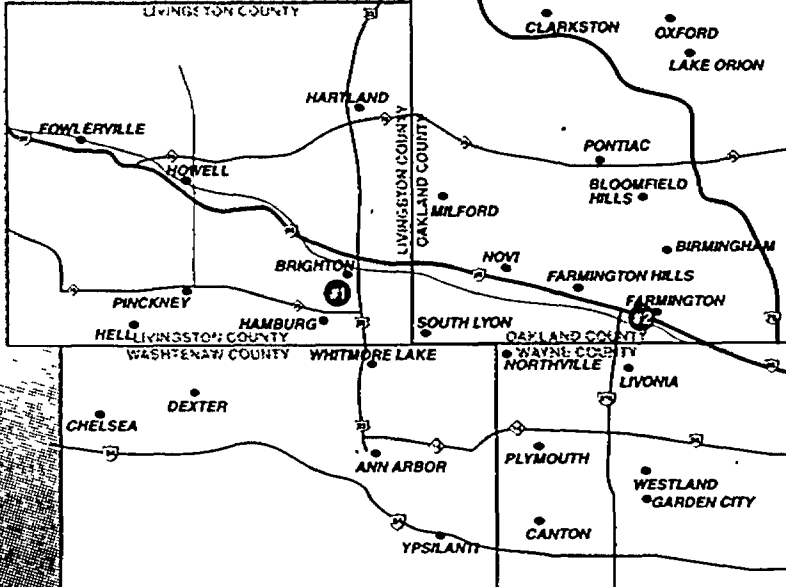 LIVINGSTON COUNTY
CLARKSTON
OXFORD
LAKE ORION
HARTLAND
FOWLERVILLE
LIVINGSTON COUNTY
OAKLAND COUNTY
PONTIAC
HOWELL
BLOOMFIELD
HILLS
MILFORD
BIRMINGHAM
NOVI
BRIGHTON
FARMINGTON HILLS
#1
PINCKNEY
FARMINGTON
#2
HAMBURG
HELL
LIVINGSTON COUNTY
SOUTH LYON
OAKLAND COUNTY
WASHTENAW COUNTY
WHITMORE LAKE
WAYNE COUNTY
NORTHVILLE
LIVONIA
DEXTER
CHELSEA
ANN ARBOR
PLYMOUTH
WESTLAND
GARDEN CITY
CANTON
YPSILANTI